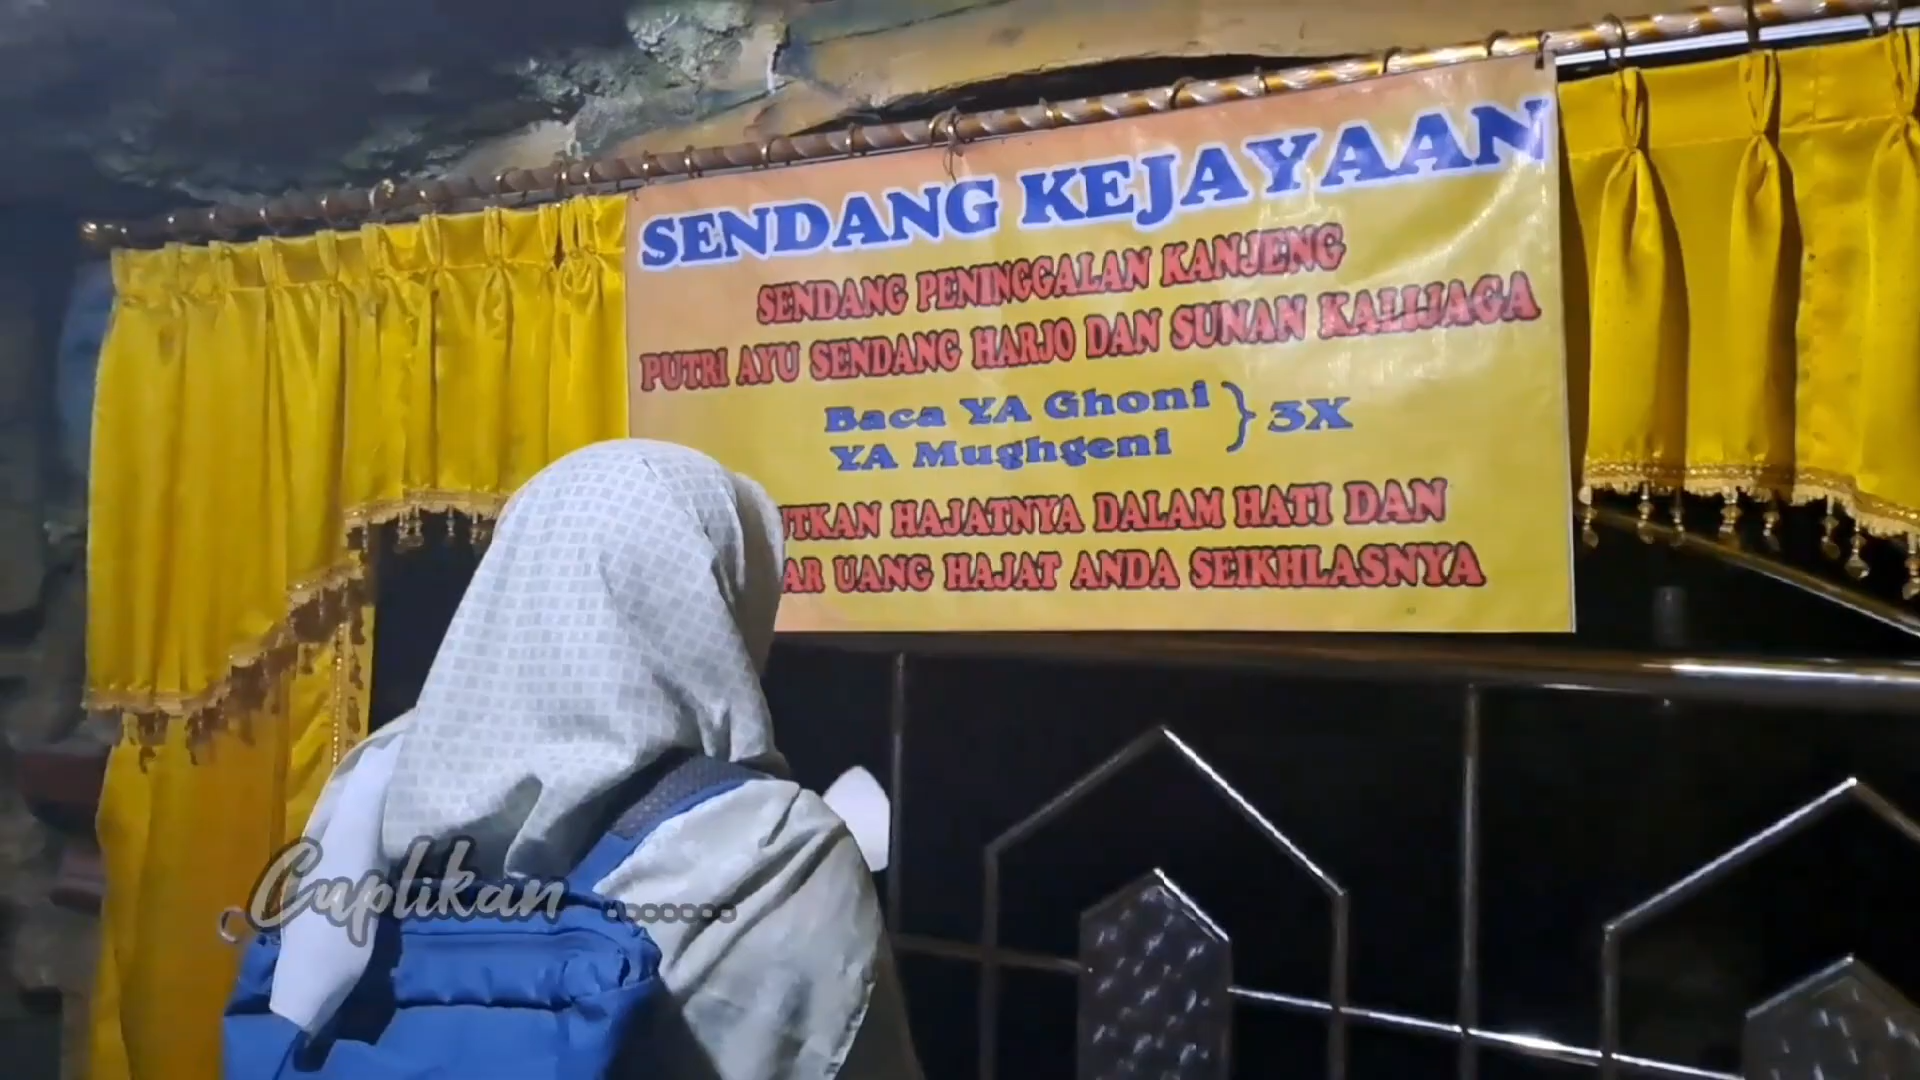 SENDANG KEJAYAAN
SENDANG PENINGGALAN KANJENG
PUTRI AYU SENDANG HARJO DAN SUNAN KALIJAGA
Baca YA Ghoni
YA Mughgeni } 3X
HAJATNYA DALAM HATI DAN
UANG HAJAT ANDA SEIKHLASNYA
Cuplikan .......